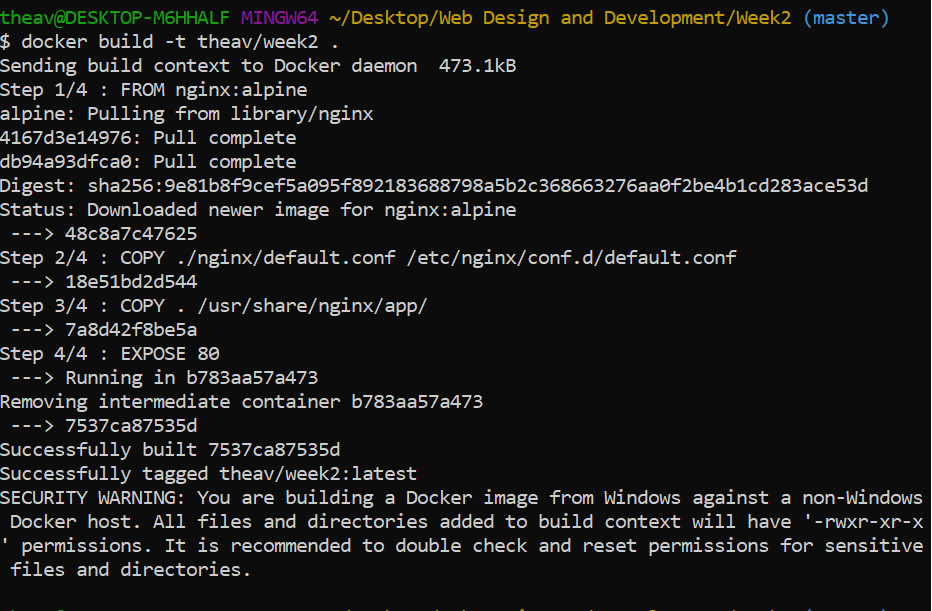 theav@DESKTOP-M6HHALF MINGW64 ~/Desktop/Web Design and Development/Week2 (master)
$ docker build -t theav/week2 .
Sending build context to Docker daemon  473.1kB
Step 1/4 : FROM nginx:alpine
alpine: Pulling from library/nginx
4167d3e14976: Pull complete
db94a93dfca0: Pull complete
Digest: sha256:9e81b8f9cef5a095f892183688798a5b2c368663276aa0f2be4b1cd283ace53d
Status: Downloaded newer image for nginx:alpine
 ---> 48c8a7c47625
Step 2/4 : COPY ./nginx/default.conf /etc/nginx/conf.d/default.conf
 ---> 18e51bd2d544
Step 3/4 : COPY . /usr/share/nginx/app/
 ---> 7a8d42f8be5a
Step 4/4 : EXPOSE 80
 ---> Running in b783aa57a473
Removing intermediate container b783aa57a473
 ---> 7537ca87535d
Successfully built 7537ca87535d
Successfully tagged theav/week2:latest
SECURITY WARNING: You are building a Docker image from Windows against a non-Windows
 Docker host. All files and directories added to build context will have '-rwxr-xr-x
' permissions. It is recommended to double check and reset permissions for sensitive
 files and directories.